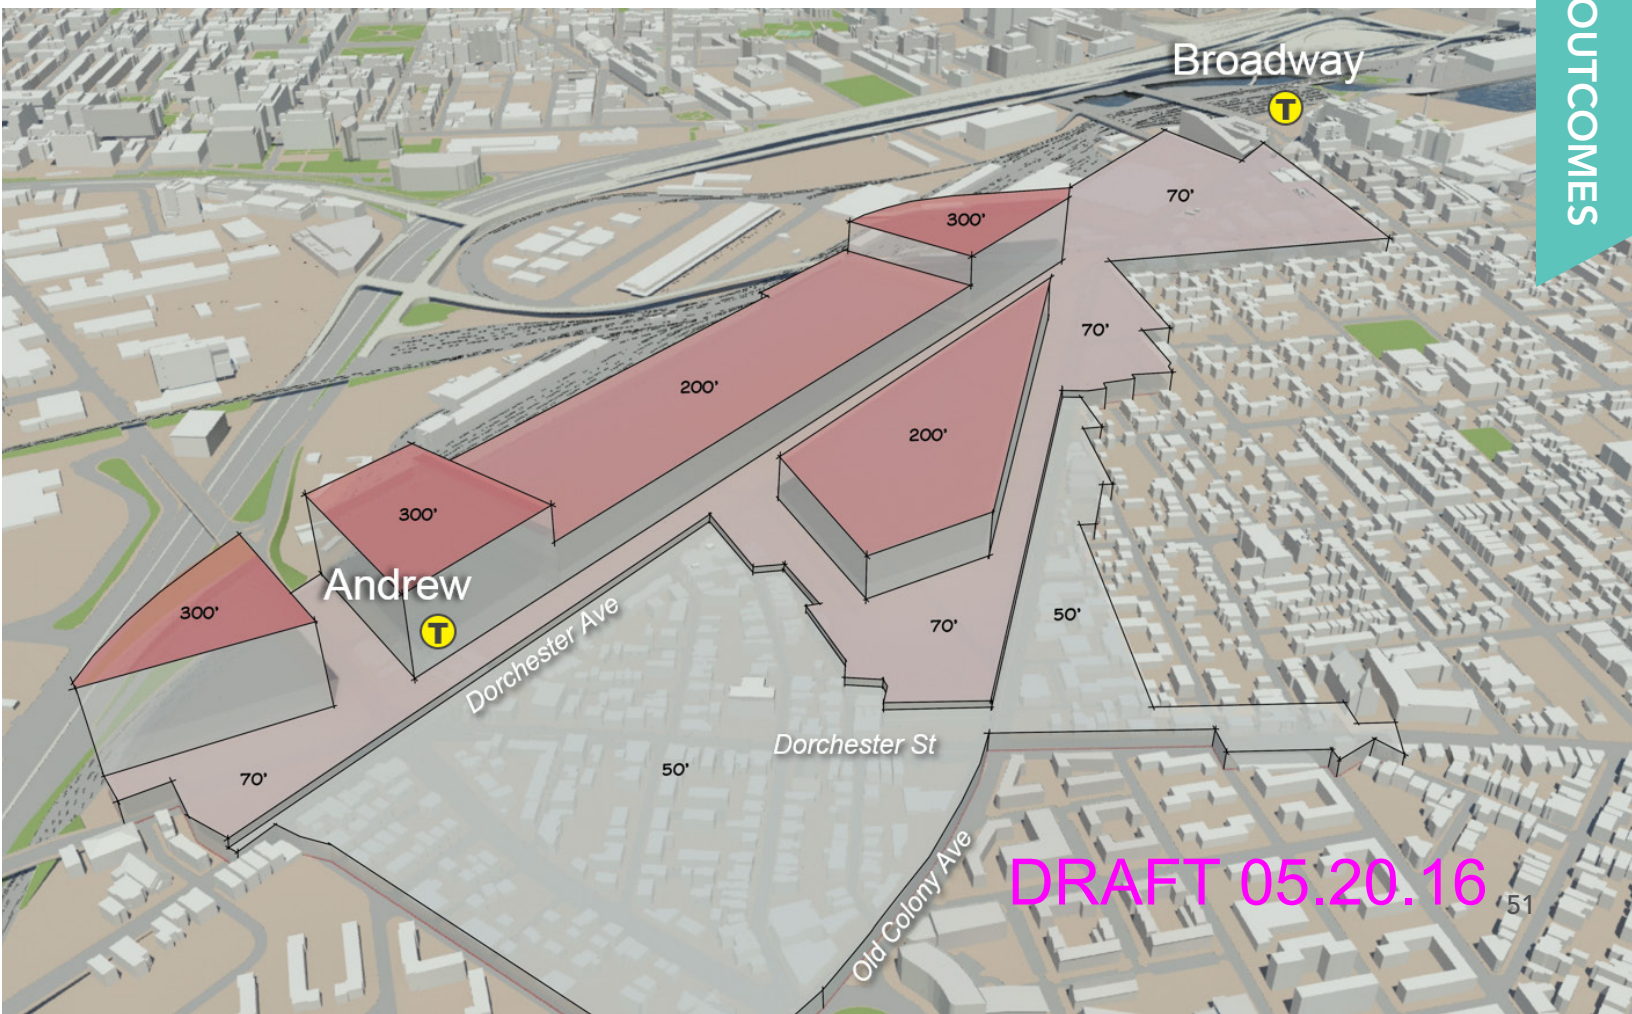 OUTCOMES
Broadway
T
70'
300'
70'
200'
200'
300'
Andrew
T
300'
Dorchester Ave
70'
50'
Dorchester St
50'
70'
Old Colony Ave
DRAFT 05.20.16
51